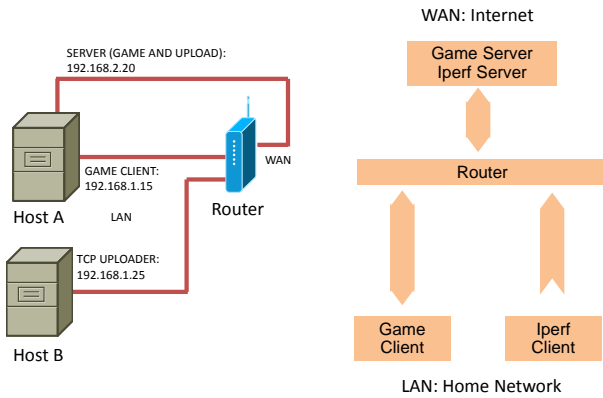 SERVER (GAME AND UPLOAD):
192.168.2.20
WAN
GAME CLIENT:
192.168.1.15
Host A
LAN
Router
TCP UPLOADER:
192.168.1.25
Host B
WAN: Internet
Game Server
Iperf Server
Router
Game
Client
Iperf
Client
LAN: Home Network